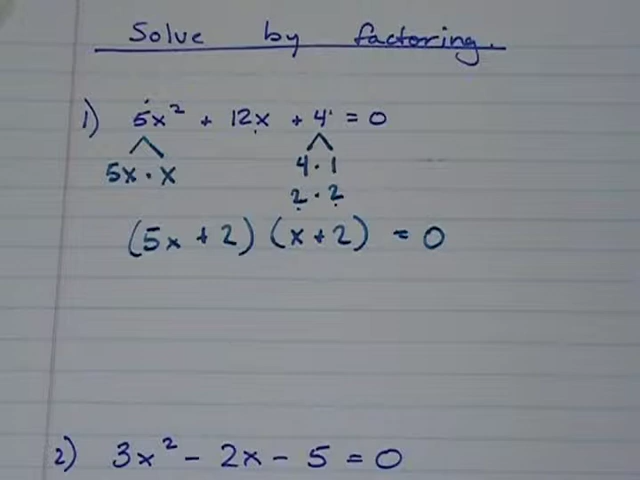 Solve by factoring.
1) 5x² + 12x + 4 = 0
5x · x 4 · 1
2 · 2
(5x + 2) (x + 2) = 0
2) 3x² - 2x - 5 = 0